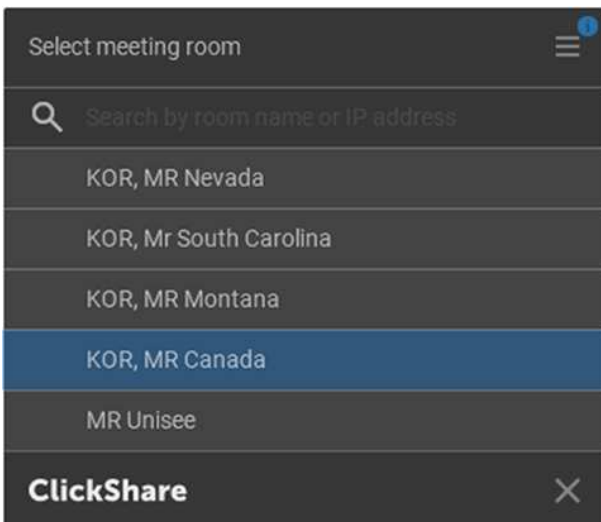 Select meeting room
i
Search by room name or IP address
KOR, MR Nevada
KOR, Mr South Carolina
KOR, MR Montana
KOR, MR Canada
MR Unisee
ClickShare